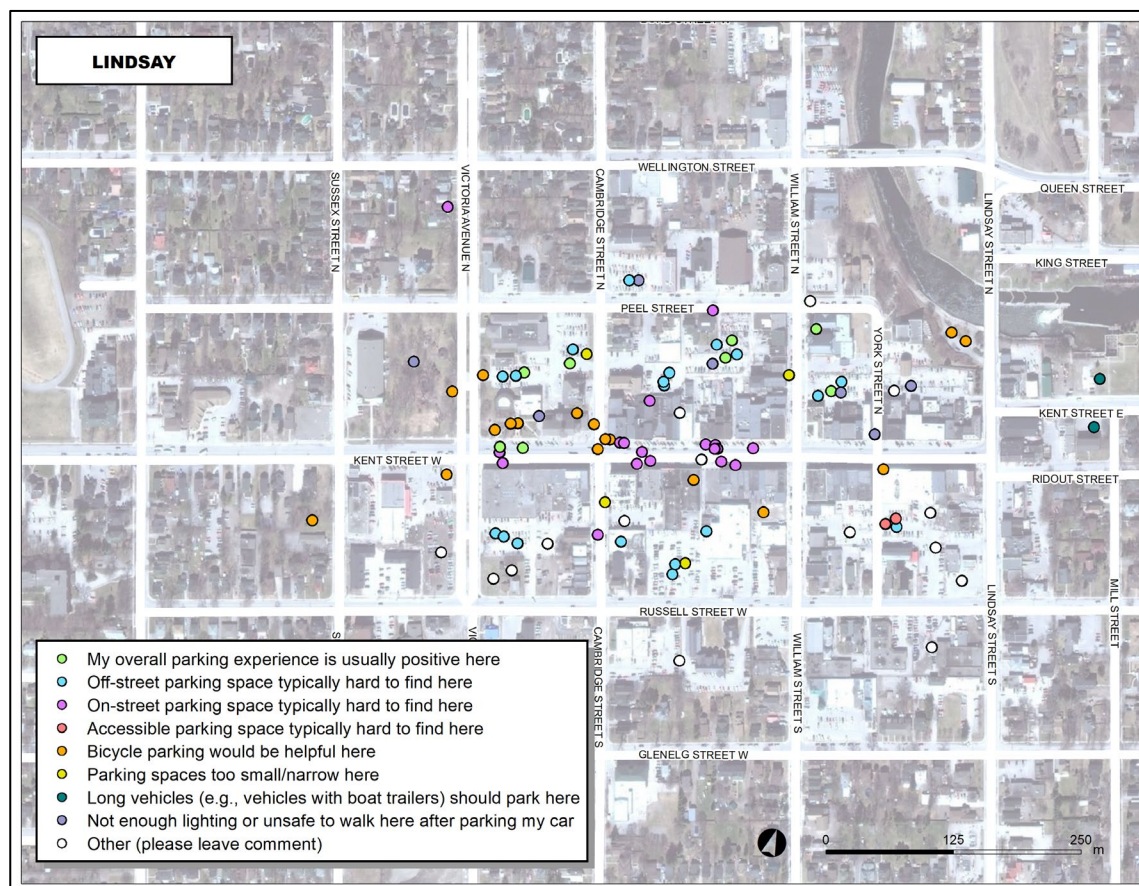 LINDSAY
WELLINGTON STREET
QUEEN STREET
SUSSEX STREET N
VICTORIA AVENUE N
CAMBRIDGE STREET N
WILLIAM STREET N
LINDSAY STREET N
KING STREET
PEEL STREET
YORK STREET N
KENT STREET E
KENT STREET W
RIDOUT STREET
RUSSELL STREET W
CAMBRIDGE STREET S
WILLIAM STREET S
LINDSAY STREET S
MILL STREET
GLENELG STREET W
My overall parking experience is usually positive here
Off-street parking space typically hard to find here
On-street parking space typically hard to find here
Accessible parking space typically hard to find here
Bicycle parking would be helpful here
Parking spaces too small/narrow here
Long vehicles (e.g., vehicles with boat trailers) should park here
Not enough lighting or unsafe to walk here after parking my car
Other (please leave comment)
0 125 250
m